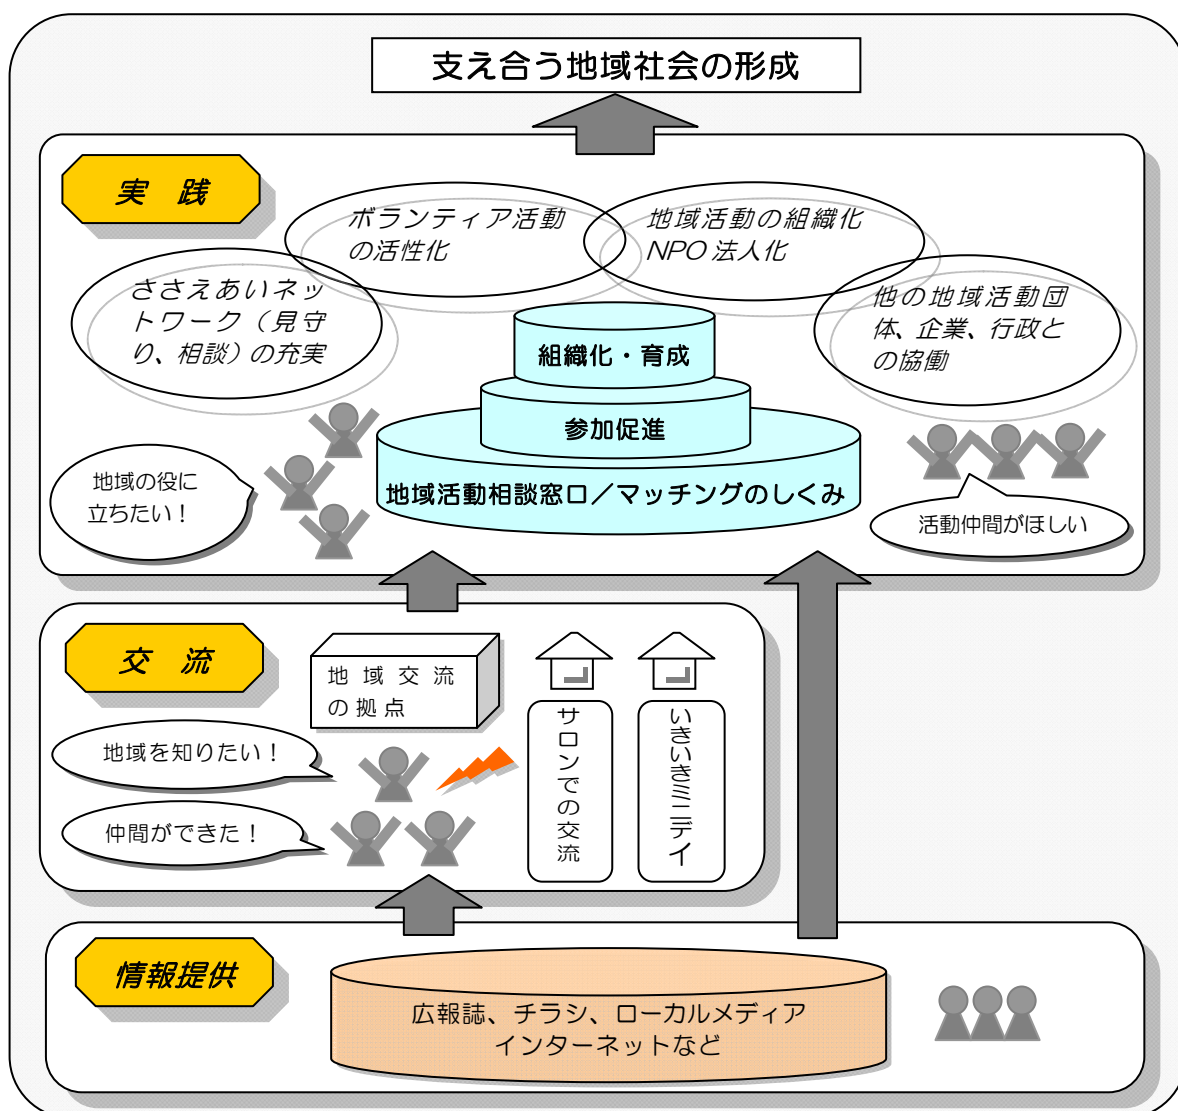 支え合う地域社会の形成
実 践
ボランティア活動
の活性化
地域活動の組織化
NPO 法人化
ささえあいネッ
トワーク（見守
り、相談）の充実
他の地域活動団
体、企業、行政と
の協働
組織化・育成
参加促進
地域活動相談窓口／マッチングのしくみ
地域の役に
立ちたい！
活動仲間がほしい
交 流
地 域 交 流
の 拠 点
サロンでの交流
いきいきミニデイ
地域を知りたい！
仲間ができた！
情報提供
広報誌、チラシ、ローカルメディア
インターネットなど